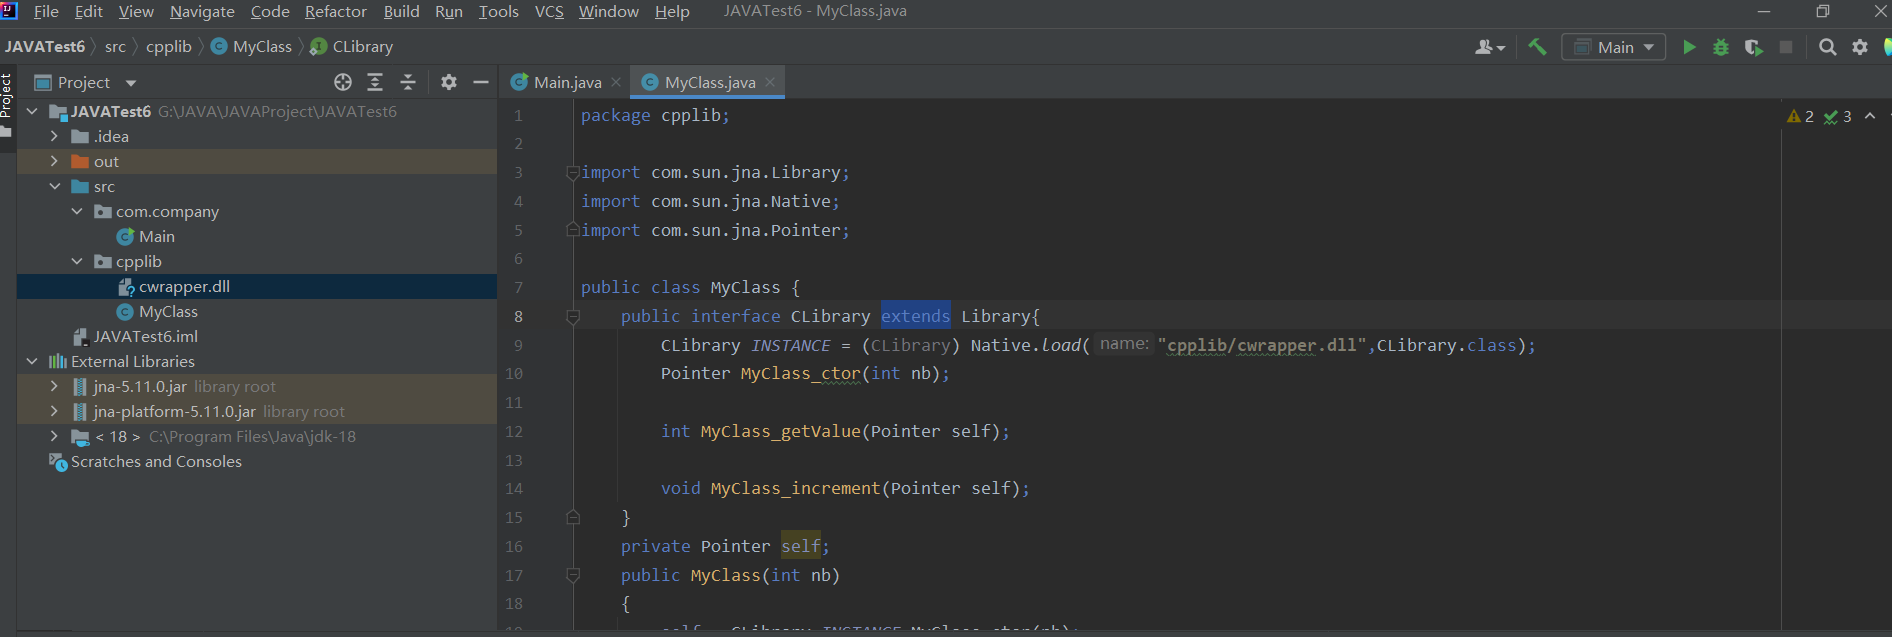 File Edit View Navigate Code Refactor Build Run Tools VCS Window Help JAVATest6 - MyClass.java
JAVATest6 src cpplib MyClass CLibrary Main
Project
Project Main.java MyClass.java
JAVATest6 G:\JAVA\JAVAProject\JAVATest6
.idea
out
src
com.company
Main
cpplib
cwrapper.dll
MyClass
JAVATest6.iml
External Libraries
jna-5.11.0.jar library root
jna-platform-5.11.0.jar library root
< 18 > C:\Program Files\Java\jdk-18
Scratches and Consoles
2 3
1 package cpplib;
2
3 import com.sun.jna.Library;
4 import com.sun.jna.Native;
5 import com.sun.jna.Pointer;
6
7 public class MyClass {
8 public interface CLibrary extends Library{
9 CLibrary INSTANCE = (CLibrary) Native.load( name: "cpplib/cwrapper.dll",CLibrary.class);
10 Pointer MyClass_ctor(int nb);
11
12 int MyClass_getValue(Pointer self);
13
14 void MyClass_increment(Pointer self);
15 }
16 private Pointer self;
17 public MyClass(int nb)
18 {